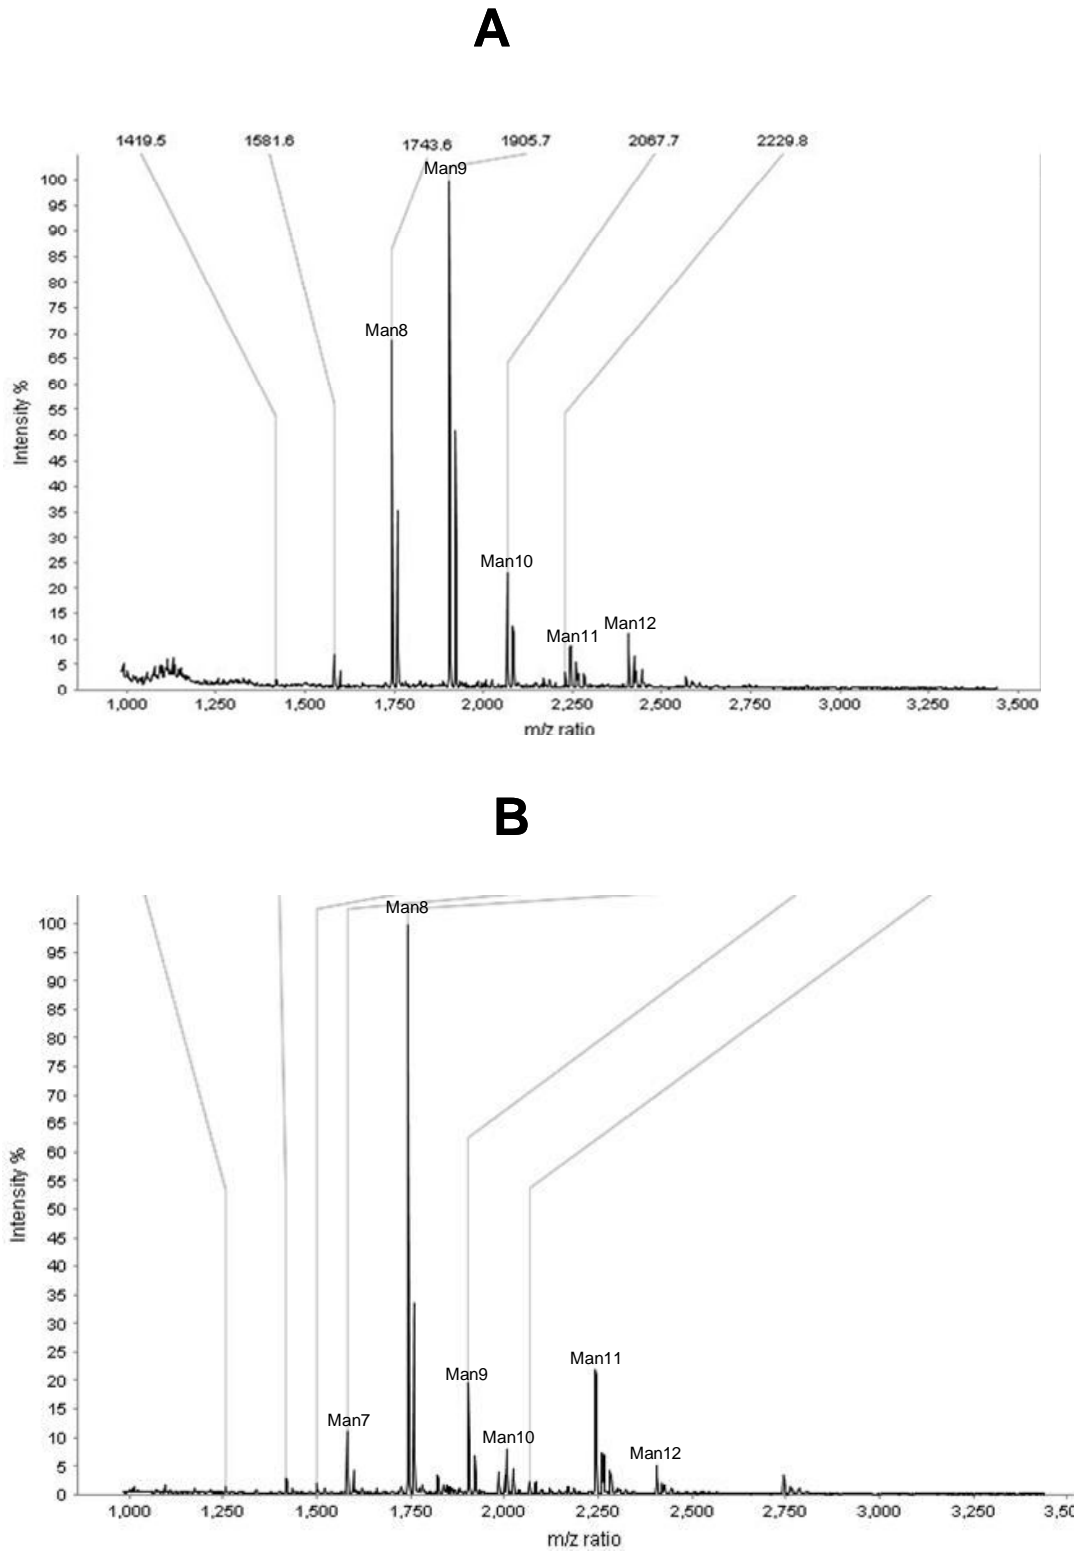 A
1419.5 1581.6 1743.6 1905.7 2067.7 2229.8
Man9
100
95
90
85
80
75
Man8
70
65
60
55
50
45
40
35
30
Man10
25
20
15
Man11 Man12
10
5
0
Intensity %
1,000 1,250 1,500 1,750 2,000 2,250 2,500 2,750 3,000 3,250 3,500
m/z ratio
B
Man8
100
95
90
85
80
75
70
65
60
55
50
45
40
35
30
25
Man11
20
Man9
15
Man7
10
Man10
Man12
5
0
Intensity %
1,000 1,250 1,500 1,750 2,000 2,250 2,500 2,750 3,000 3,250 3,50
m/z ratio